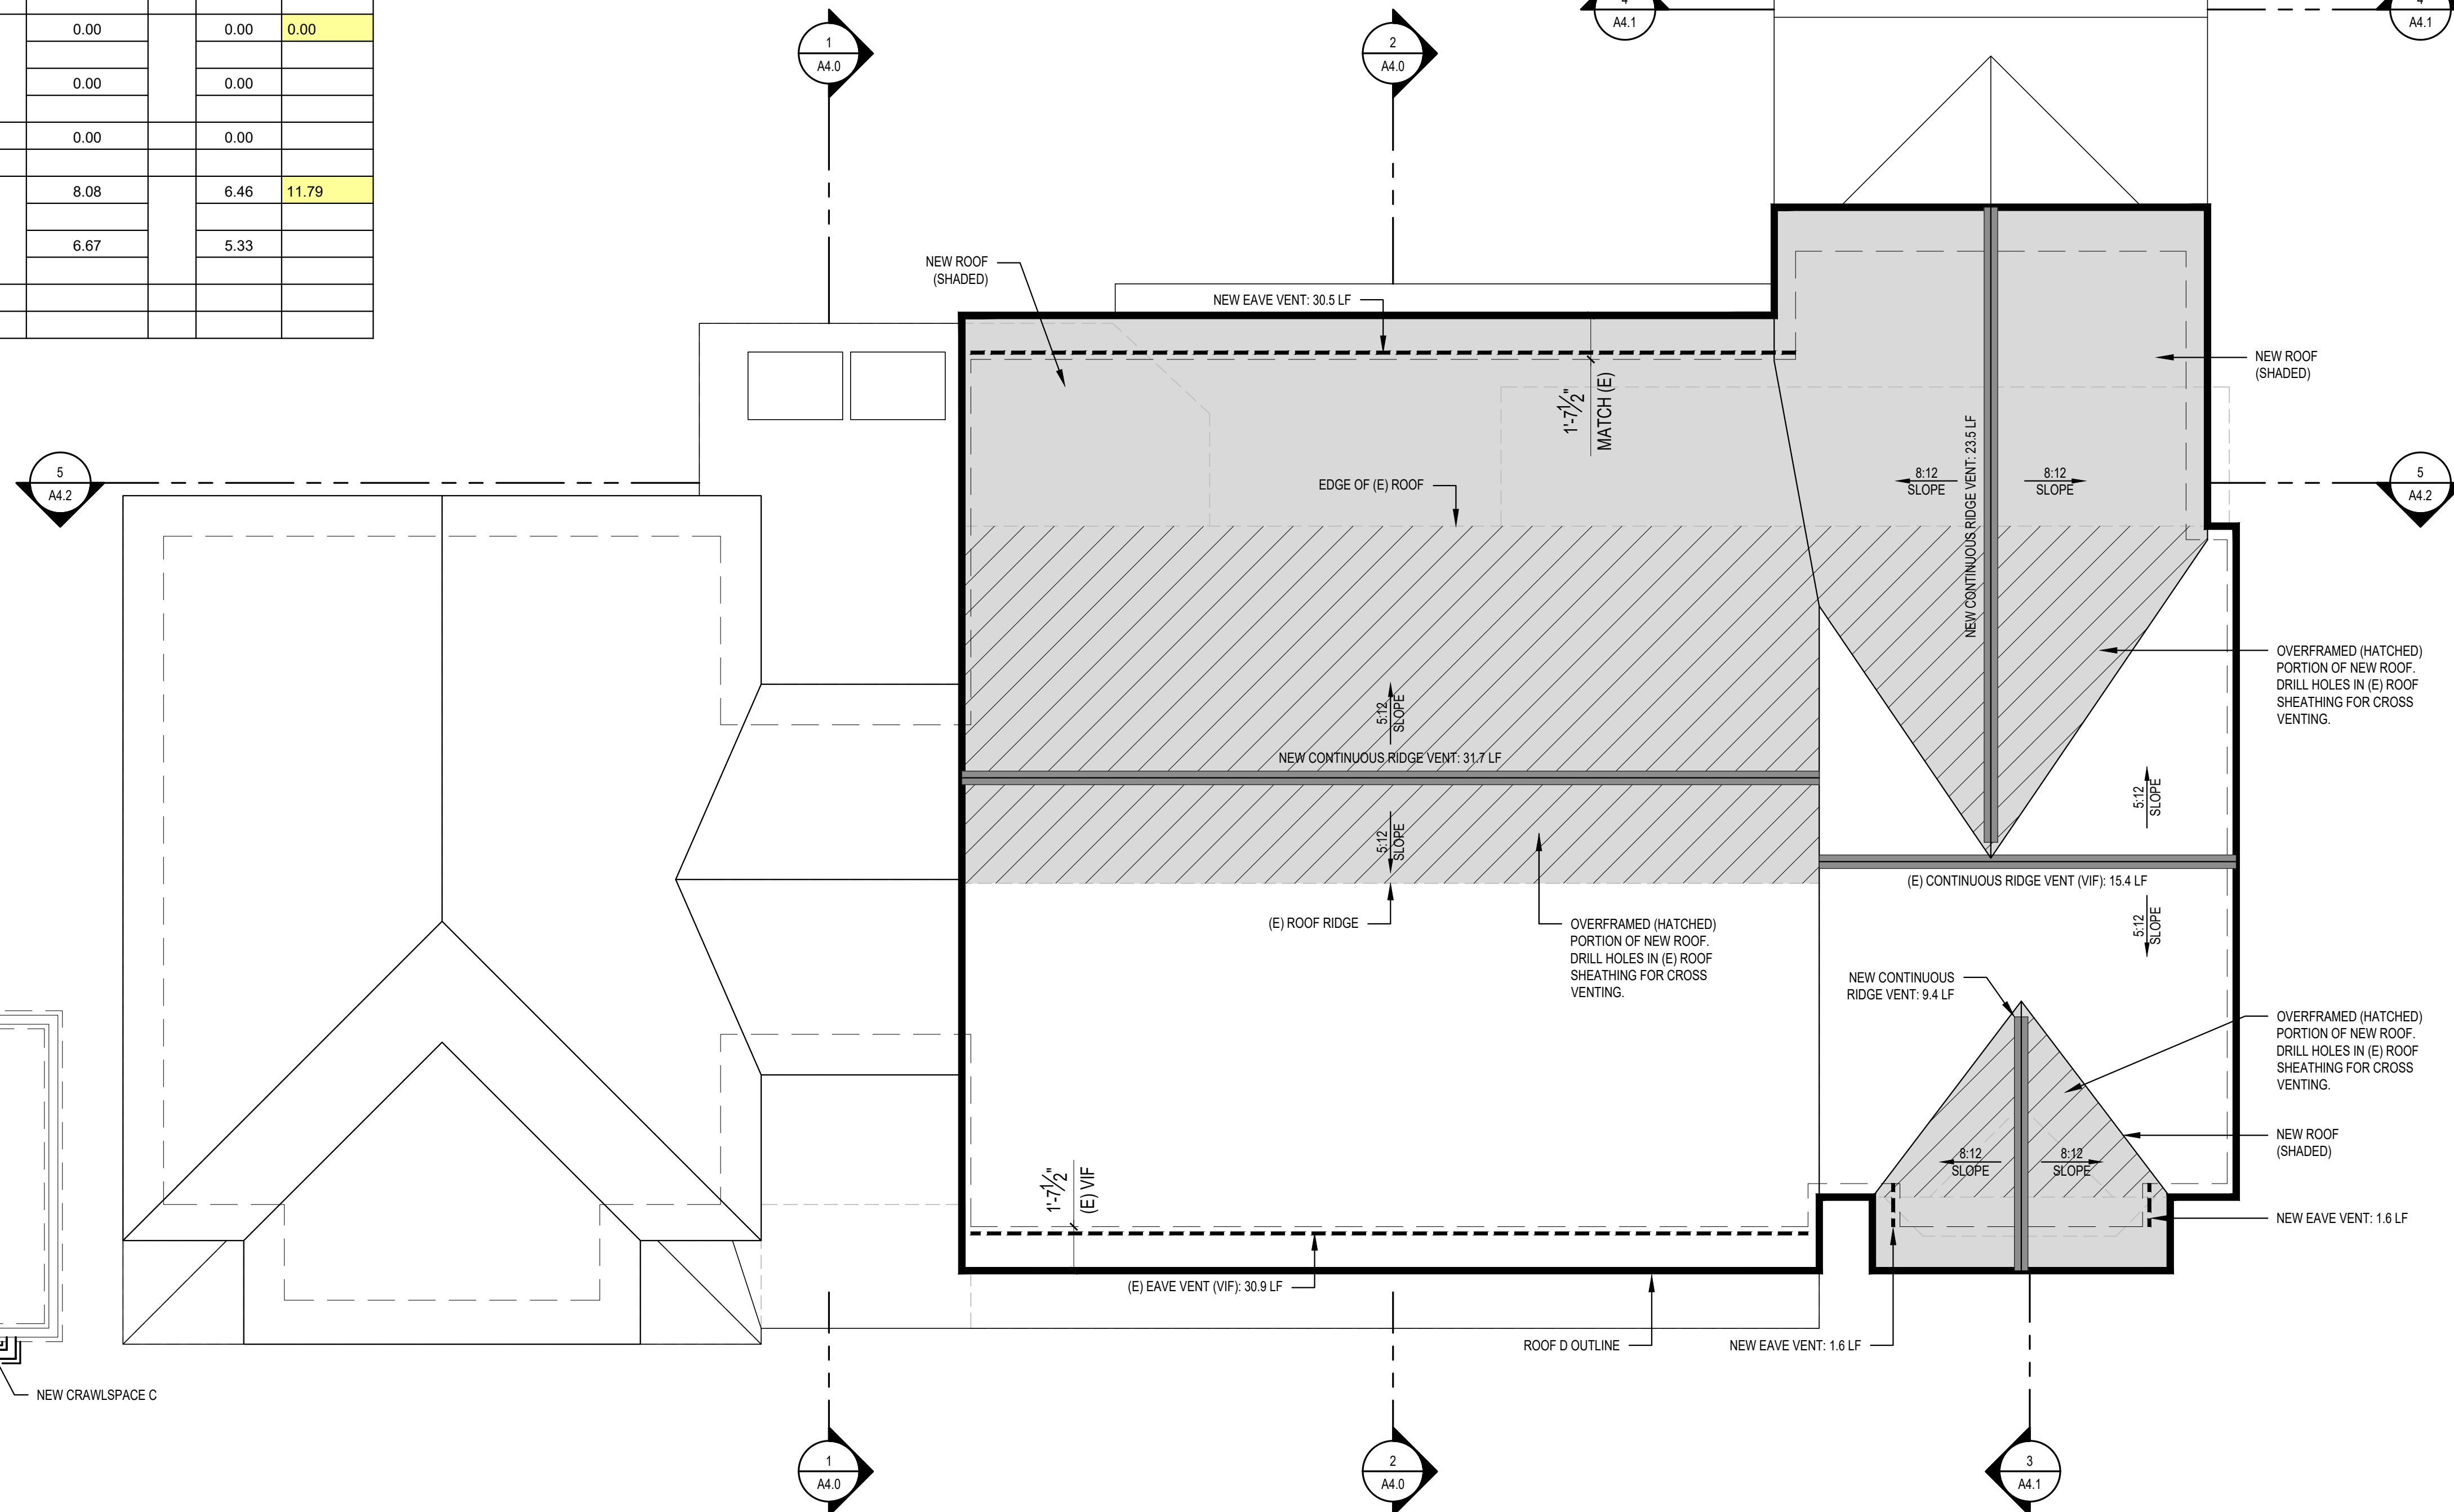 0.00 0.00 0.00
0.00 0.00
0.00 0.00
8.08 6.46 11.79
6.67 5.33
1
A4.0
2
A4.0
4
A4.1
4
A4.1
NEW ROOF
(SHADED)
NEW EAVE VENT: 30.5 LF
1'-7 1/2"
MATCH (E)
NEW ROOF
(SHADED)
5
A4.2
5
A4.2
EDGE OF (E) ROOF
8:12
SLOPE
8:12
SLOPE
NEW CONTINUOUS RIDGE VENT: 23.5 LF
OVERFRAMED (HATCHED)
PORTION OF NEW ROOF.
DRILL HOLES IN (E) ROOF
SHEATHING FOR CROSS
VENTING.
5:12
SLOPE
NEW CONTINUOUS RIDGE VENT: 31.7 LF
5:12
SLOPE
5:12
SLOPE
(E) CONTINUOUS RIDGE VENT (VIF): 15.4 LF
5:12
SLOPE
(E) ROOF RIDGE
OVERFRAMED (HATCHED)
PORTION OF NEW ROOF.
DRILL HOLES IN (E) ROOF
SHEATHING FOR CROSS
VENTING.
NEW CONTINUOUS
RIDGE VENT: 9.4 LF
OVERFRAMED (HATCHED)
PORTION OF NEW ROOF.
DRILL HOLES IN (E) ROOF
SHEATHING FOR CROSS
VENTING.
NEW ROOF
(SHADED)
8:12
SLOPE
8:12
SLOPE
1'-7 1/2"
(E) VIF
NEW EAVE VENT: 1.6 LF
(E) EAVE VENT (VIF): 30.9 LF
ROOF D OUTLINE
NEW EAVE VENT: 1.6 LF
NEW CRAWLSPACE C
1
A4.0
2
A4.0
3
A4.1